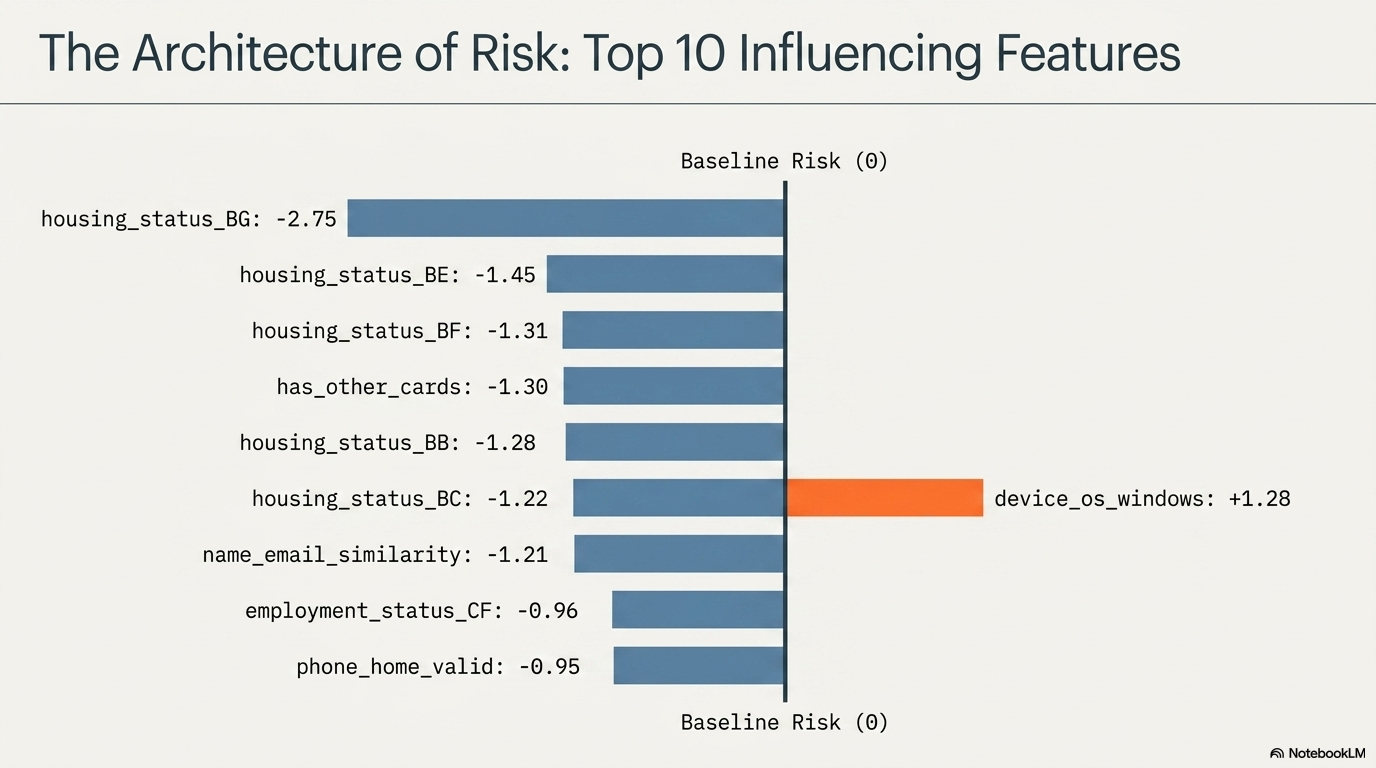 The Architecture of Risk: Top 10 Influencing Features
Baseline Risk (0)
housing_status_BG: -2.75
housing_status_BE: -1.45
housing_status_BF: -1.31
has_other_cards: -1.30
housing_status_BB: -1.28
housing_status_BC: -1.22
device_os_windows: +1.28
name_email_similarity: -1.21
employment_status_CF: -0.96
phone_home_valid: -0.95
Baseline Risk (0)
NotebookLM